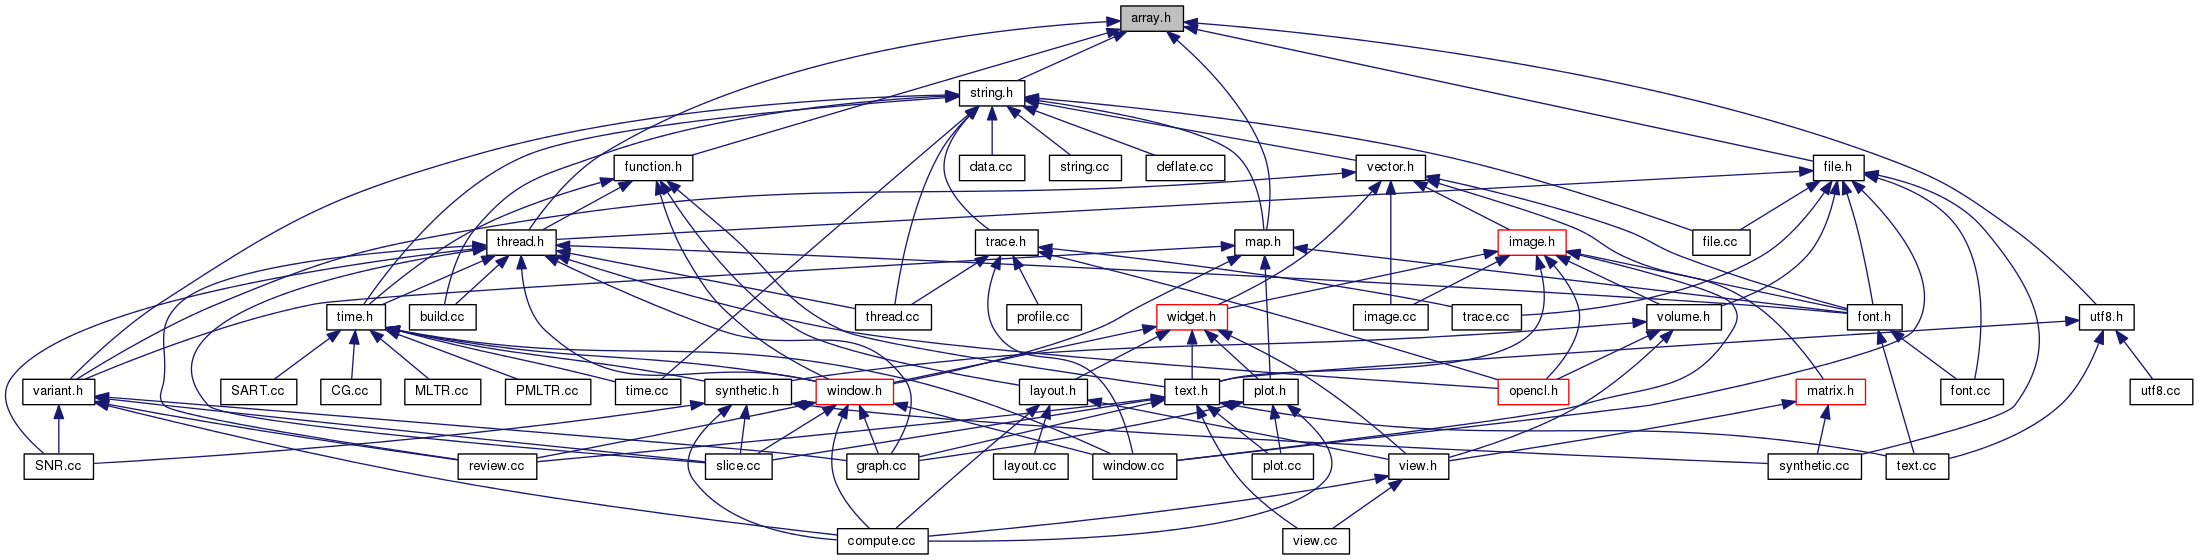 array.h
string.h
function.h
data.cc
string.cc
deflate.cc
vector.h
file.h
thread.h
trace.h
map.h
image.h
file.cc
time.h
build.cc
thread.cc
profile.cc
widget.h
image.cc
trace.cc
volume.h
font.h
utf8.h
variant.h
SART.cc
CG.cc
MLTR.cc
PMLTR.cc
time.cc
synthetic.h
window.h
layout.h
text.h
plot.h
opencl.h
matrix.h
font.cc
utf8.cc
SNR.cc
review.cc
slice.cc
graph.cc
layout.cc
window.cc
plot.cc
view.h
synthetic.cc
text.cc
compute.cc
view.cc